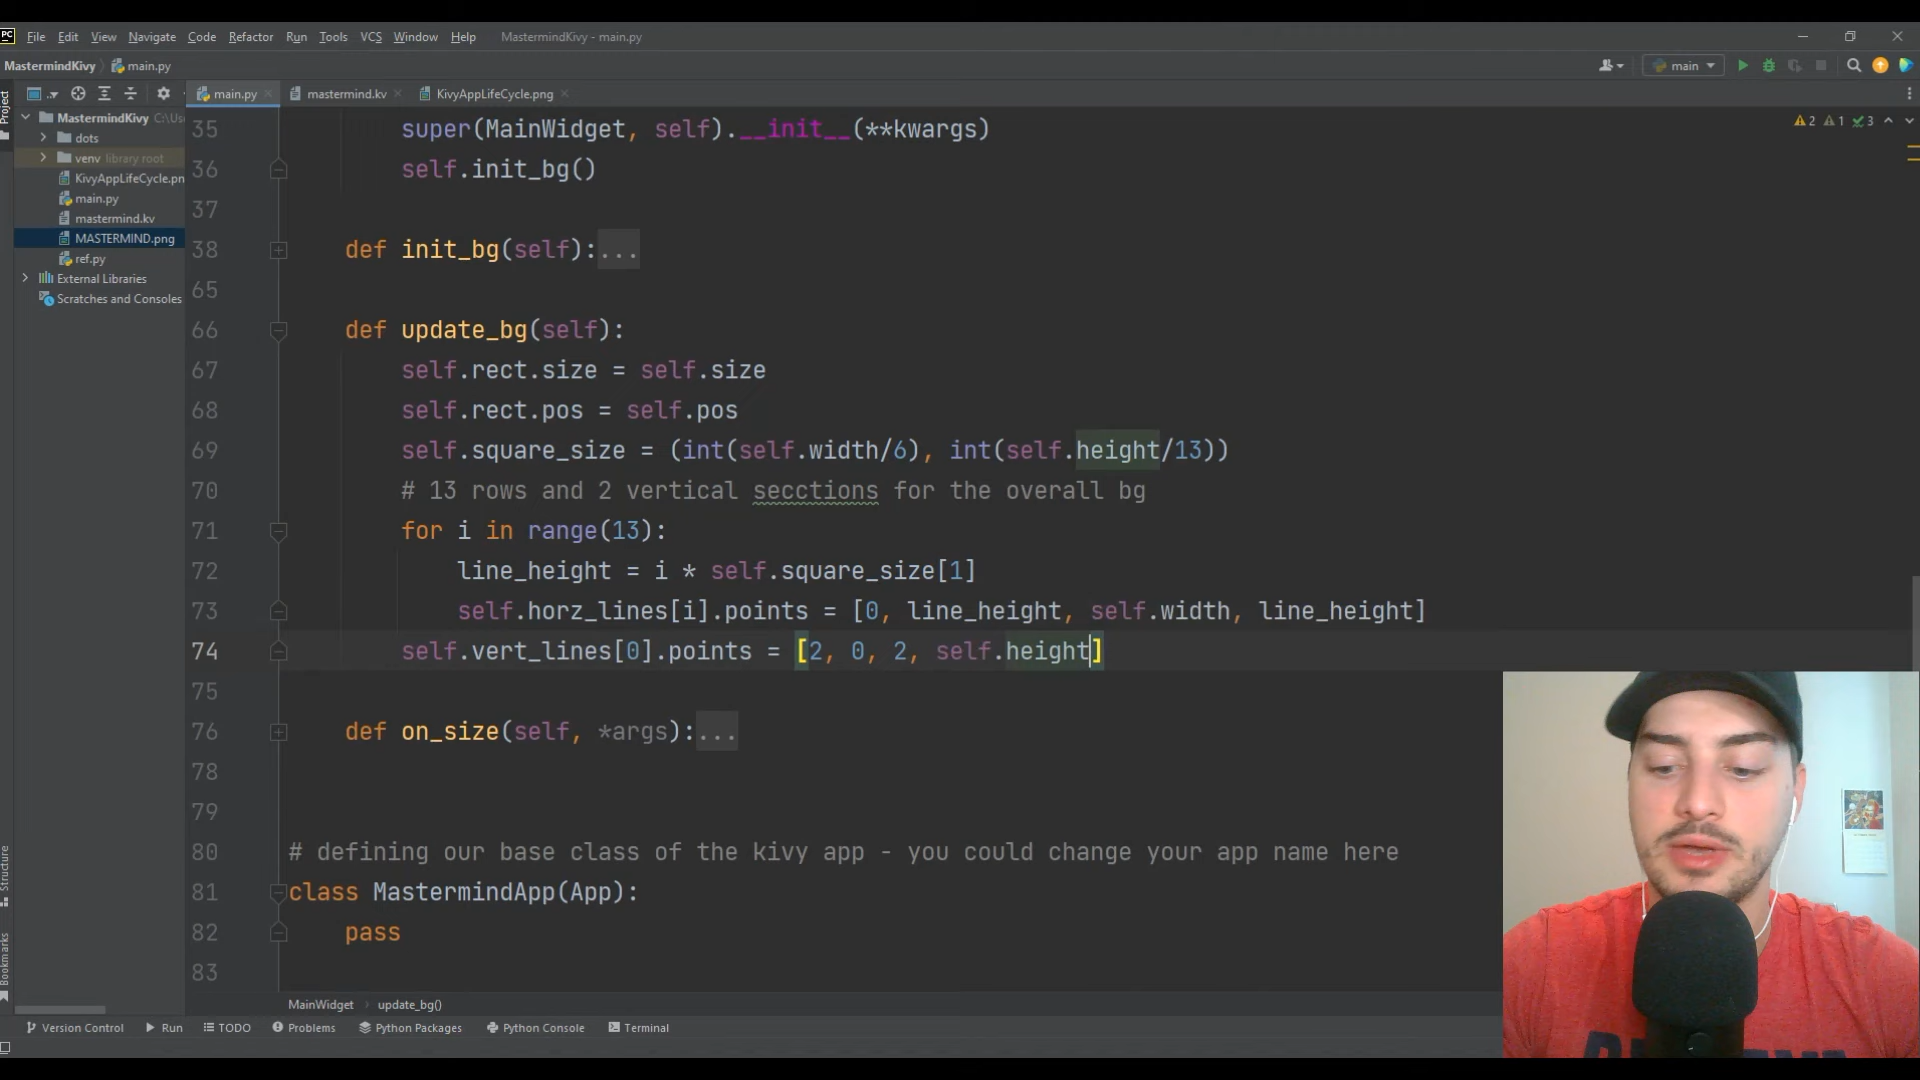 PC File Edit View Navigate Code Refactor Run Tools VCS Window Help MastermindKivy - main.py
MastermindKivy main.py main
main.py mastermind.kv KivyAppLifeCycle.png
Project
MastermindKivy C:\Us
dots
venv library root
KivyAppLifeCycle.pn
main.py
mastermind.kv
MASTERMIND.png
ref.py
External Libraries
Scratches and Consoles
2 1 3
35 super(MainWidget, self).__init__(**kwargs)
36 self.init_bg()
37
38 def init_bg(self):...
65
66 def update_bg(self):
67 self.rect.size = self.size
68 self.rect.pos = self.pos
69 self.square_size = (int(self.width/6), int(self.height/13))
70 # 13 rows and 2 vertical secctions for the overall bg
71 for i in range(13):
72 line_height = i * self.square_size[1]
73 self.horz_lines[i].points = [0, line_height, self.width, line_height]
74 self.vert_lines[0].points = [2, 0, 2, self.height]
75
76 def on_size(self, *args):...
78
79
80 # defining our base class of the kivy app - you could change your app name here
81 class MastermindApp(App):
82 pass
83
Structure
Bookmarks
MainWidget update_bg()
Version Control Run TODO Problems Python Packages Python Console Terminal